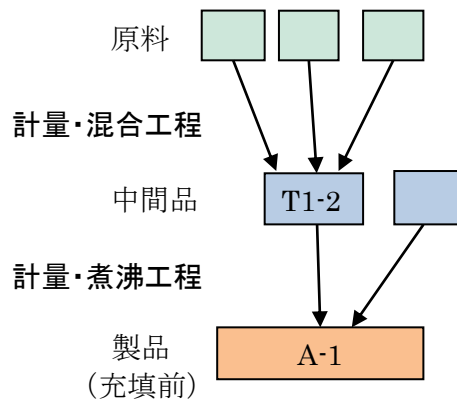 原料
計量・混合工程
中間品
T1-2
計量・煮沸工程
製品
(充填前)
A-1